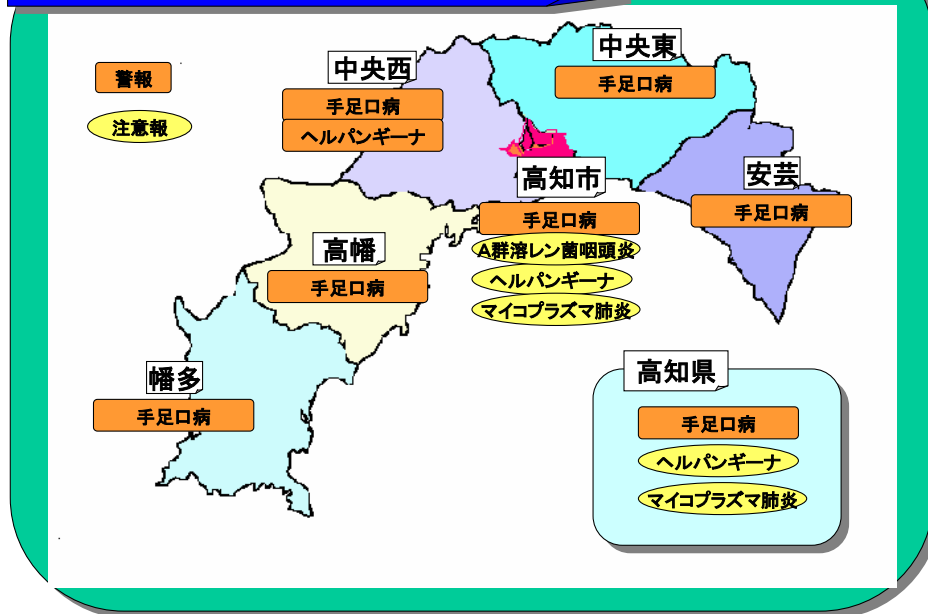 警報
注意報
中央西
手足口病
ヘルパンギーナ
中央東
手足口病
高知市
手足口病
A群溶レン菌咽頭炎
ヘルパンギーナ
マイコプラズマ肺炎
安芸
手足口病
高幡
手足口病
幡多
手足口病
高知県
手足口病
ヘルパンギーナ
マイコプラズマ肺炎